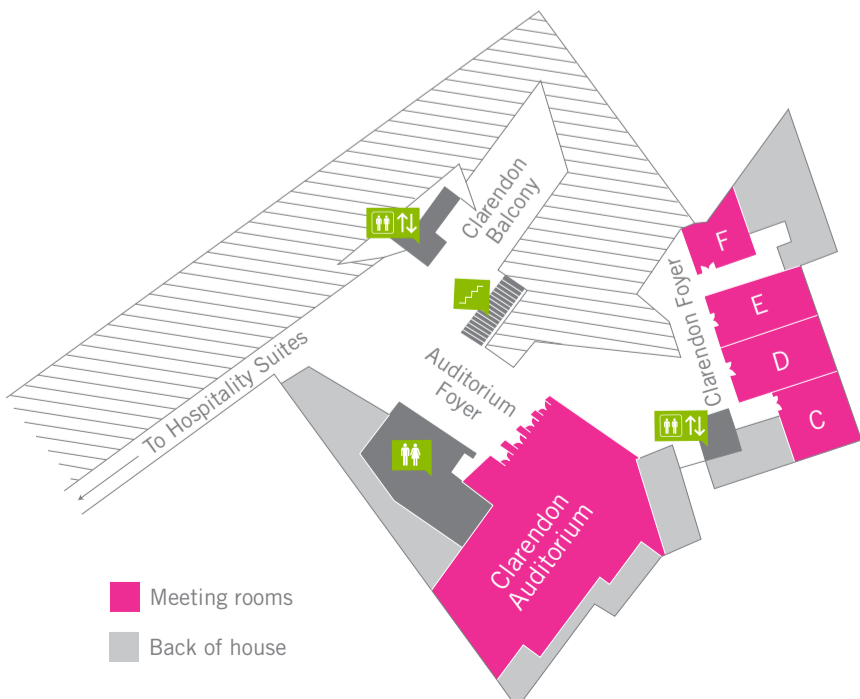 Clarendon
Balcony
F
Clarendon Foyer
E
D
C
Auditorium
Foyer
To Hospitality Suites
Clarendon
Auditorium
Meeting rooms
Back of house